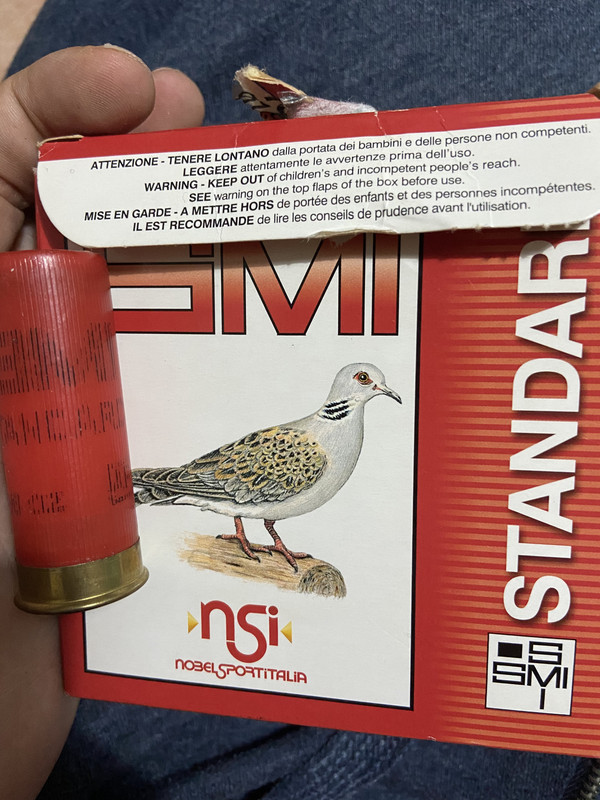 ATTENZIONE - TENERE LONTANO dalla portata dei bambini e delle persone non competenti.
LEGGERE attentamente le avvertenze prima dell'uso.
WARNING - KEEP OUT of children's and incompetent people's reach.
SEE warning on the top flaps of the box before use.
MISE EN GARDE - A METTRE HORS de portée des enfants et des personnes incompétentes.
IL EST RECOMMANDE de lire les conseils de prudence avant l'utilisation.
SMI
STANDAR
nsi
NOBELSPORTITALIA
S
SMI
I